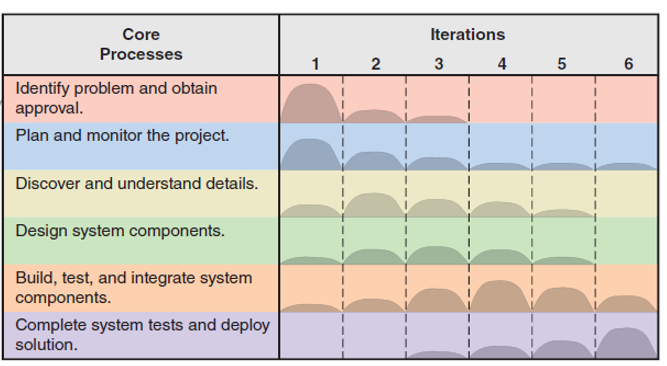 Core
Processes
Iterations
1 2 3 4 5 6
Identify problem and obtain
approval.
Plan and monitor the project.
Discover and understand details.
Design system components.
Build, test, and integrate system
components.
Complete system tests and deploy
solution.